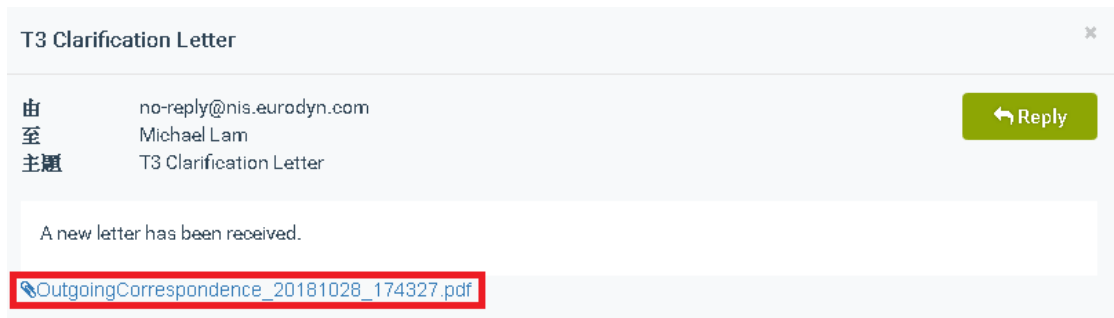 T3 Clarification Letter ×
由 no-reply@nis.eurodyn.com
Reply
至 Michael Lam
主題 T3 Clarification Letter
A new letter has been received.
OutgoingCorrespondence_20181028_174327.pdf